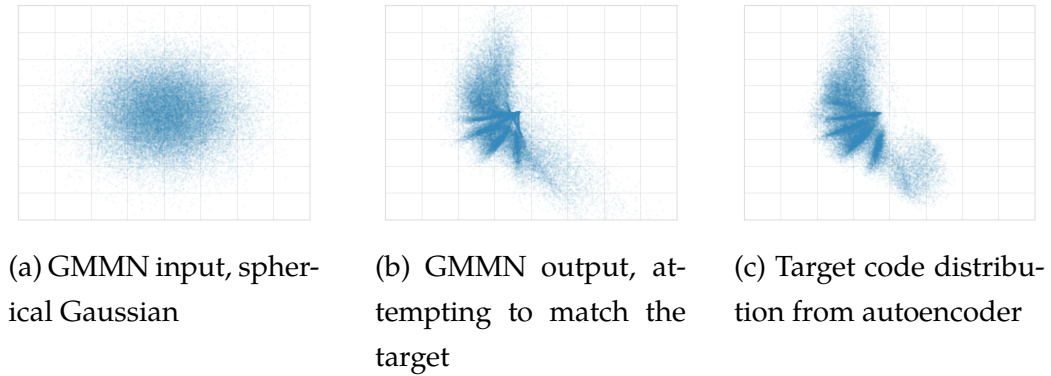 (a) GMMN input, spher-
ical Gaussian
(b) GMMN output, at-
tempting to match the
target
(c) Target code distribu-
tion from autoencoder